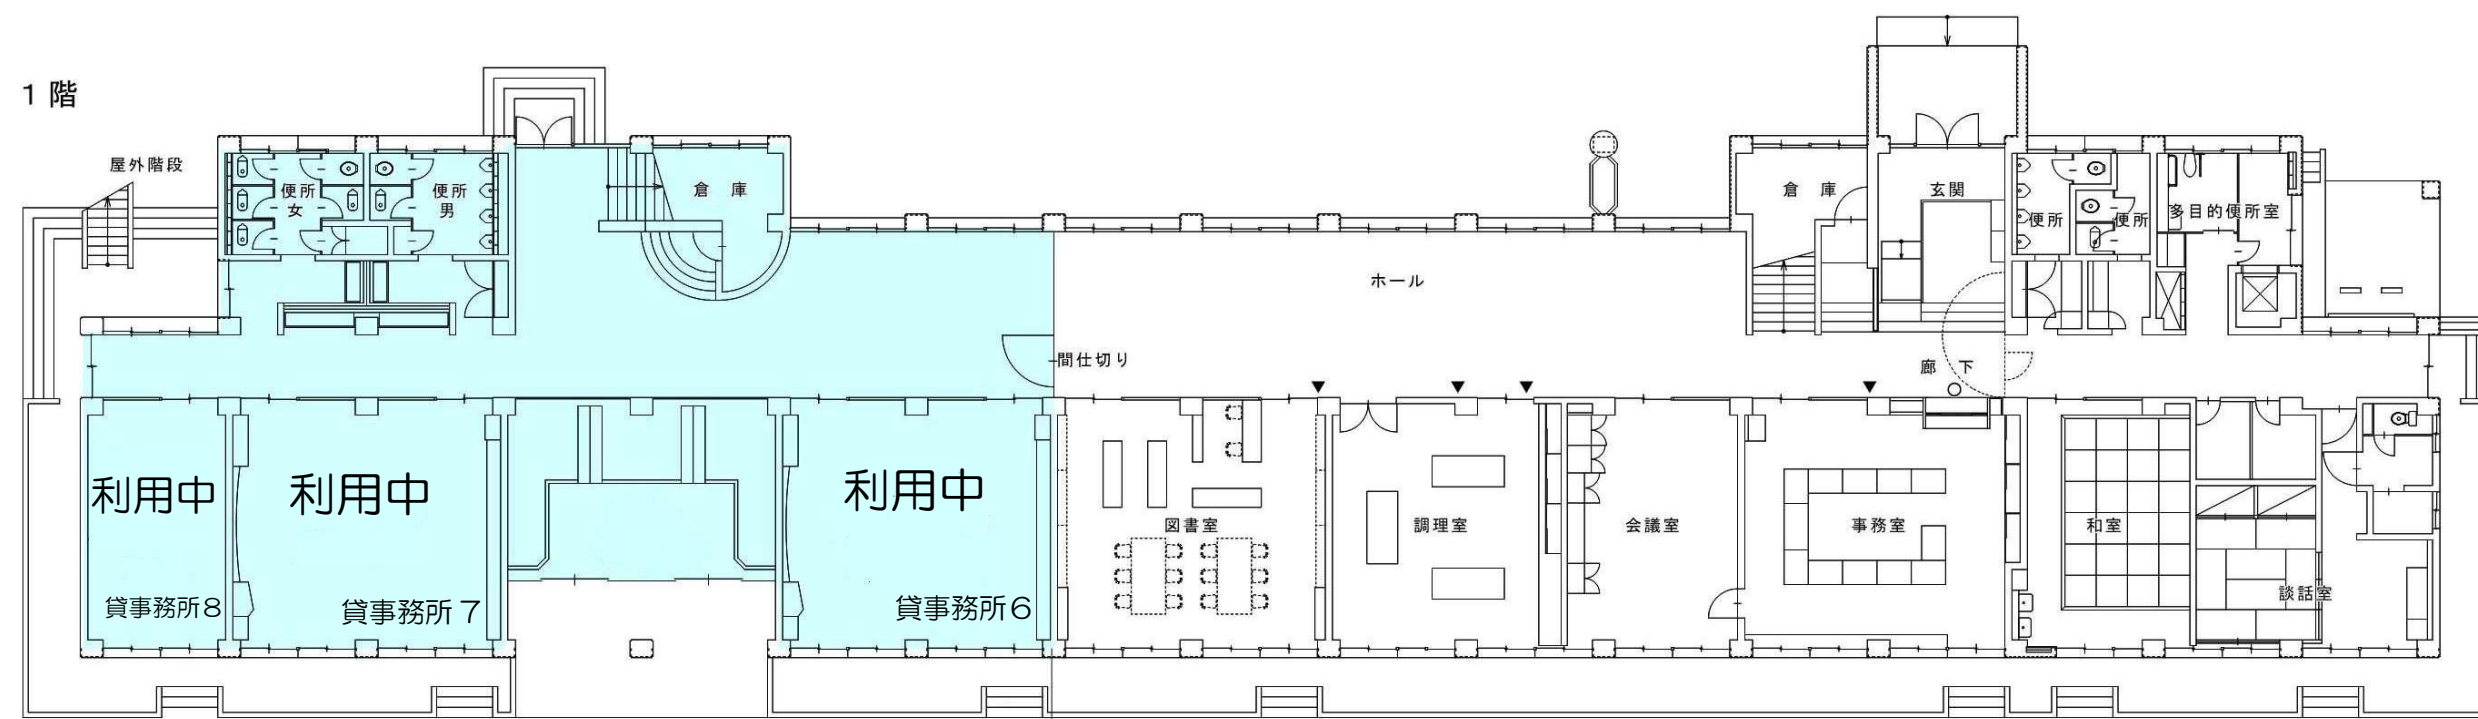 1 階
屋外階段
便所
女
便所
男
倉 庫
倉 庫
玄関
便所
便所
多目的便所室
ホール
間仕切り
廊 下
利用中
利用中
利用中
貸事務所8
貸事務所7
貸事務所6
図書室
調理室
会議室
事務室
和室
談話室